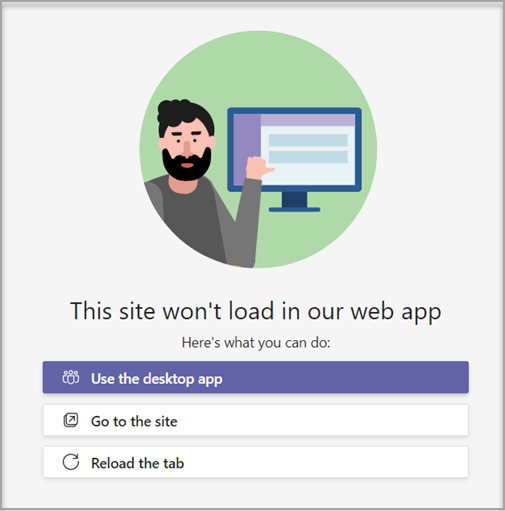 This site won't load in our web app
Here's what you can do:
Use the desktop app
Go to the site
Reload the tab